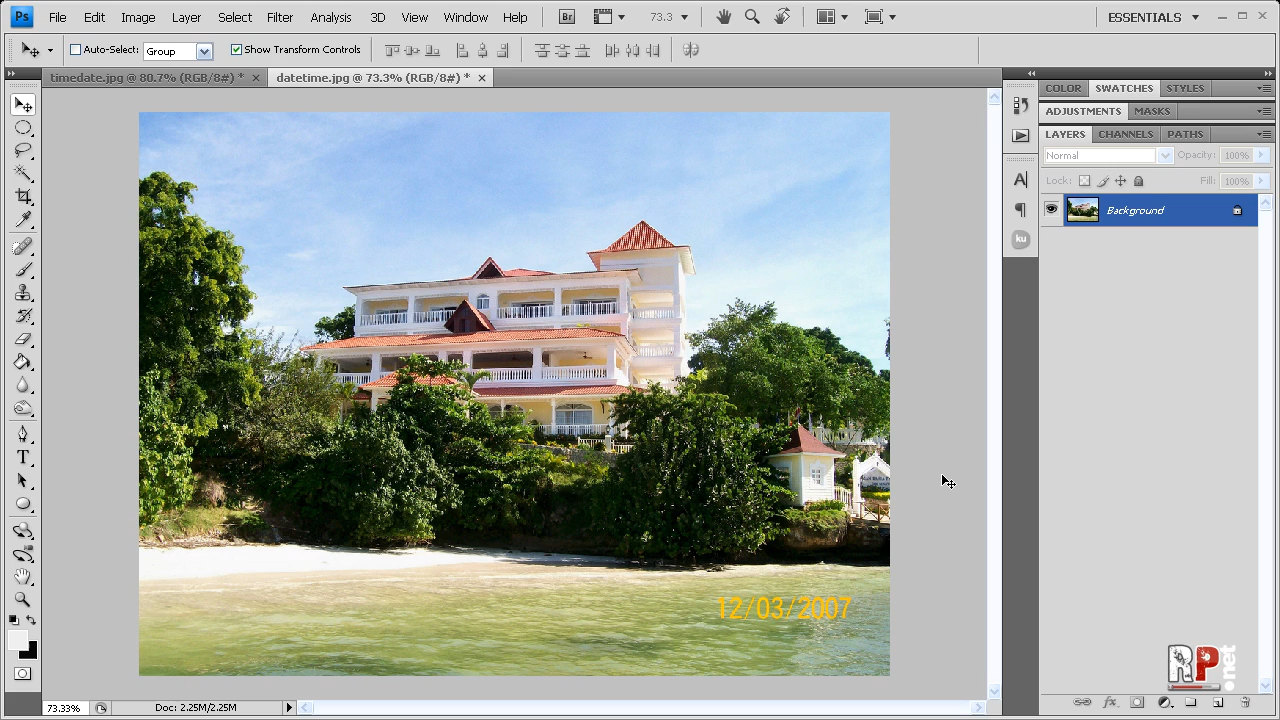 Ps File Edit Image Layer Select Filter Analysis 3D View Window Help Br 73.3 ESSENTIALS
Auto-Select: Group Show Transform Controls
timedate.jpg @ 80.7% (RGB/8#) * datetime.jpg @ 73.3% (RGB/8#) *
COLOR SWATCHES STYLES
ADJUSTMENTS MASKS
LAYERS CHANNELS PATHS
Normal Opacity: 100%
Lock: Fill: 100%
Background
ku
12/03/2007
RP.net
73.33% Doc: 2.25M/2.25M